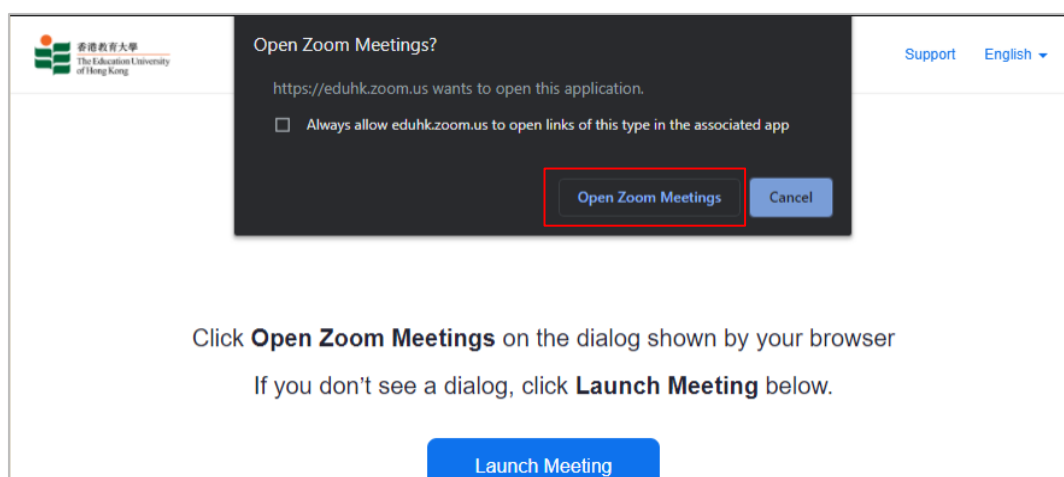 香港教育大學
The Education University
of Hong Kong
Open Zoom Meetings?
Support English
https://eduhk.zoom.us wants to open this application.
Always allow eduhk.zoom.us to open links of this type in the associated app
Open Zoom Meetings Cancel
Click Open Zoom Meetings on the dialog shown by your browser
If you don’t see a dialog, click Launch Meeting below.
Launch Meeting